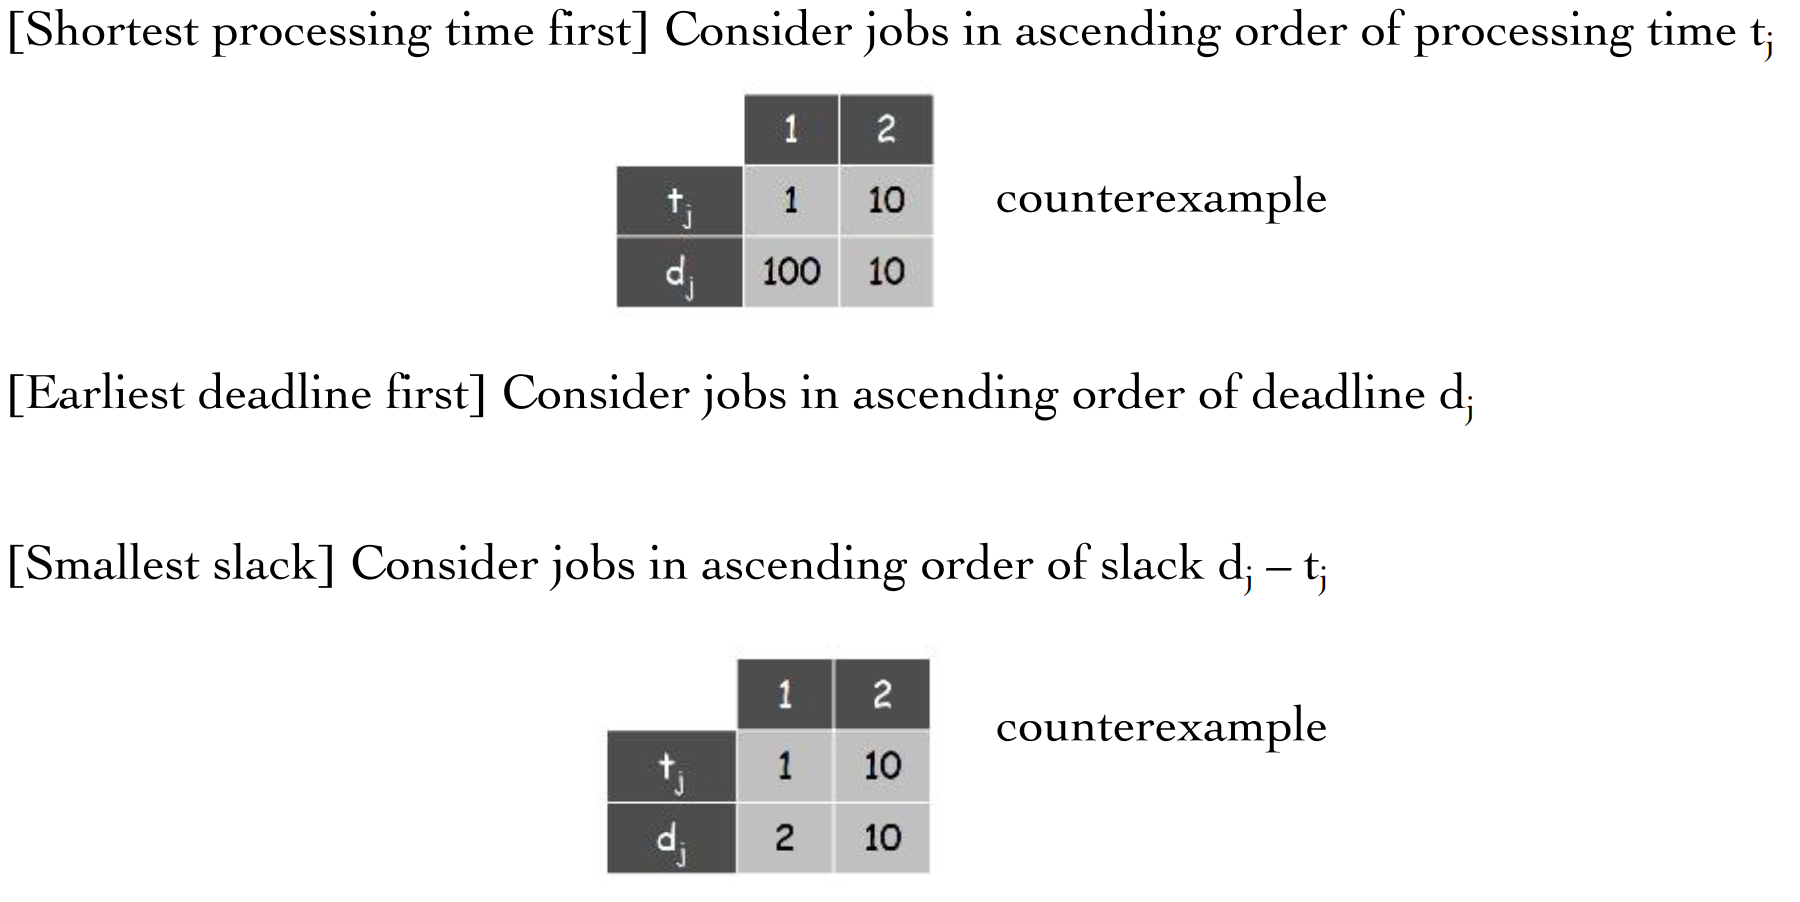 [Shortest processing time first] Consider jobs in ascending order of processing time tj
1 2
tj 1 10 counterexample
dj 100 10
[Earliest deadline first] Consider jobs in ascending order of deadline dj
[Smallest slack] Consider jobs in ascending order of slack dj – tj
1 2
counterexample
tj 1 10
dj 2 10